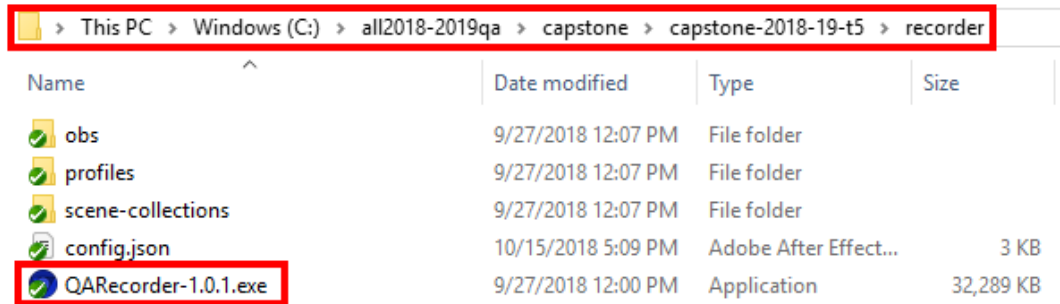 This PC > Windows (C:) > all2018-2019qa > capstone > capstone-2018-19-t5 > recorder
Name Date modified Type Size
obs 9/27/2018 12:07 PM File folder
profiles 9/27/2018 12:07 PM File folder
scene-collections 9/27/2018 12:07 PM File folder
config.json 10/15/2018 5:09 PM Adobe After Effect... 3 KB
QARecorder-1.0.1.exe 9/27/2018 12:00 PM Application 32,289 KB